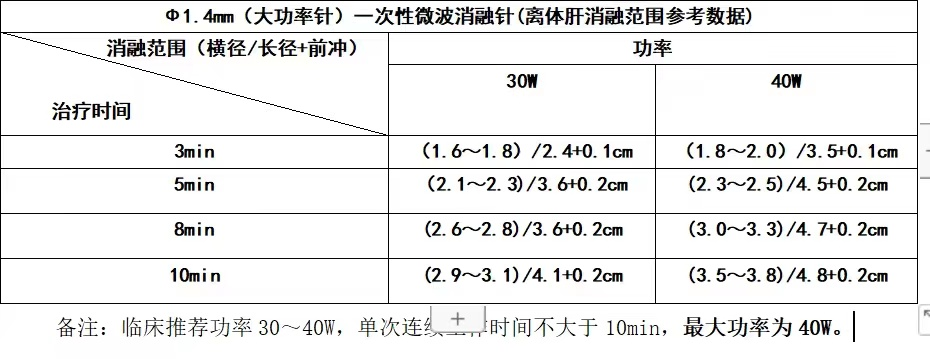 Φ1.4mm（大功率针）一次性微波消融针(离体肝消融范围参考数据)
消融范围（横径/长径+前冲）
功率
30W
40W
治疗时间
3min （1.6～1.8）/2.4+0.1cm （1.8～2.0）/3.5+0.1cm
5min (2.1～2.3)/3.6+0.2cm (2.3～2.5)/4.5+0.2cm
8min (2.6～2.8)/3.6+0.2cm (3.0～3.3)/4.7+0.2cm
10min (2.9～3.1)/4.1+0.2cm (3.5～3.8)/4.8+0.2cm
备注：临床推荐功率30～40W，单次连续时间不大于10min，最大功率为40W。